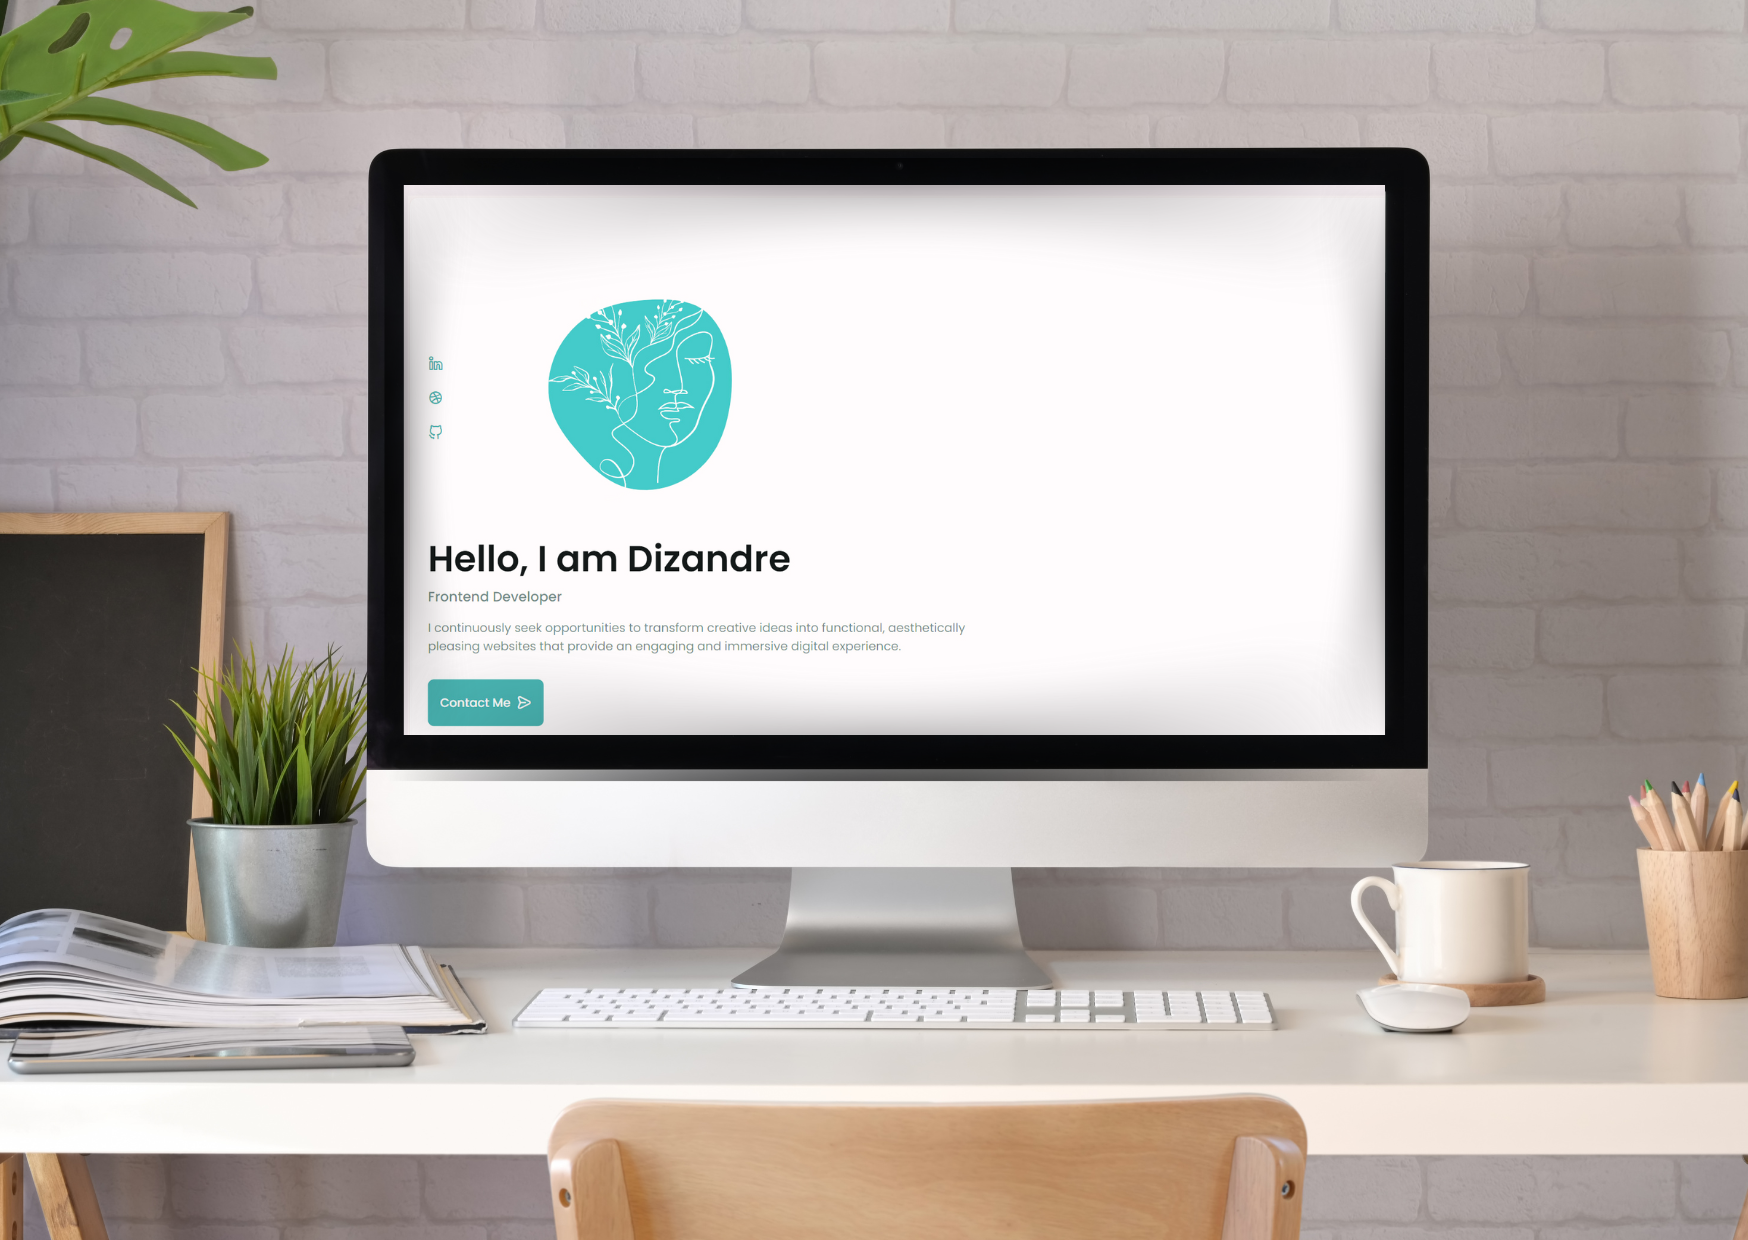 Hello, I am Dizandre
Frontend Developer
I continuously seek opportunities to transform creative ideas into functional, aesthetically
pleasing websites that provide an engaging and immersive digital experience.
Contact Me